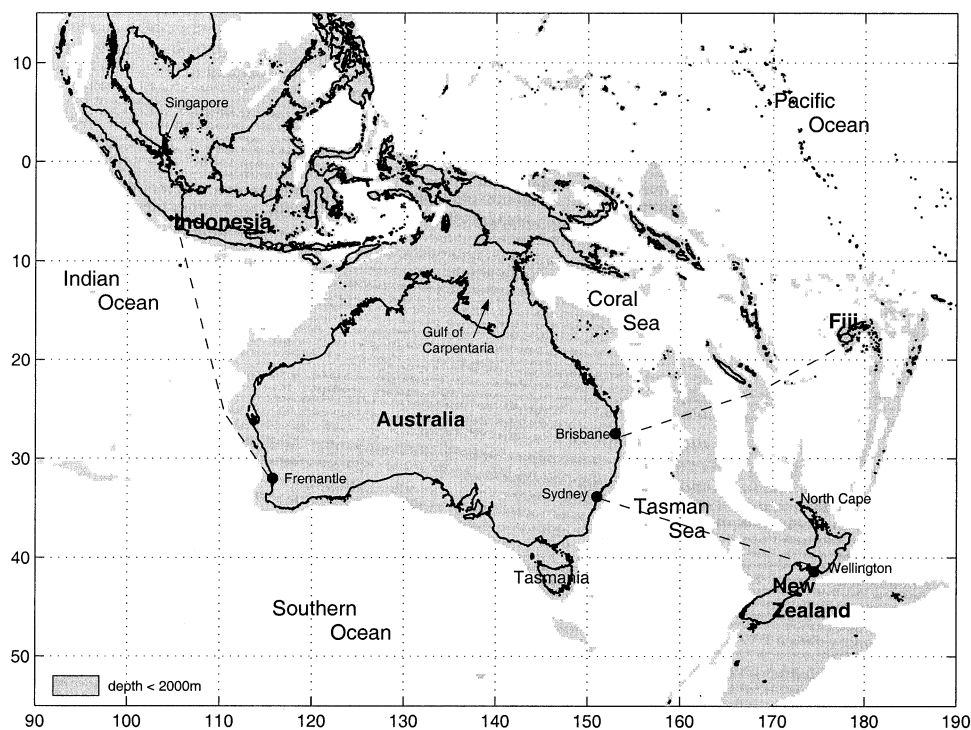 10
0
10
20
30
40
50
Singapore
Pacific
Ocean
Indonesia
Indian
Ocean
Coral
Sea
Gulf of
Carpentaria
Fiji
Australia
Brisbane
Fremantle
Sydney
Tasman
Sea
North Cape
Wellington
Tasmania
New
Zealand
Southern
Ocean
depth < 2000m
90 100 110 120 130 140 150 160 170 180 190